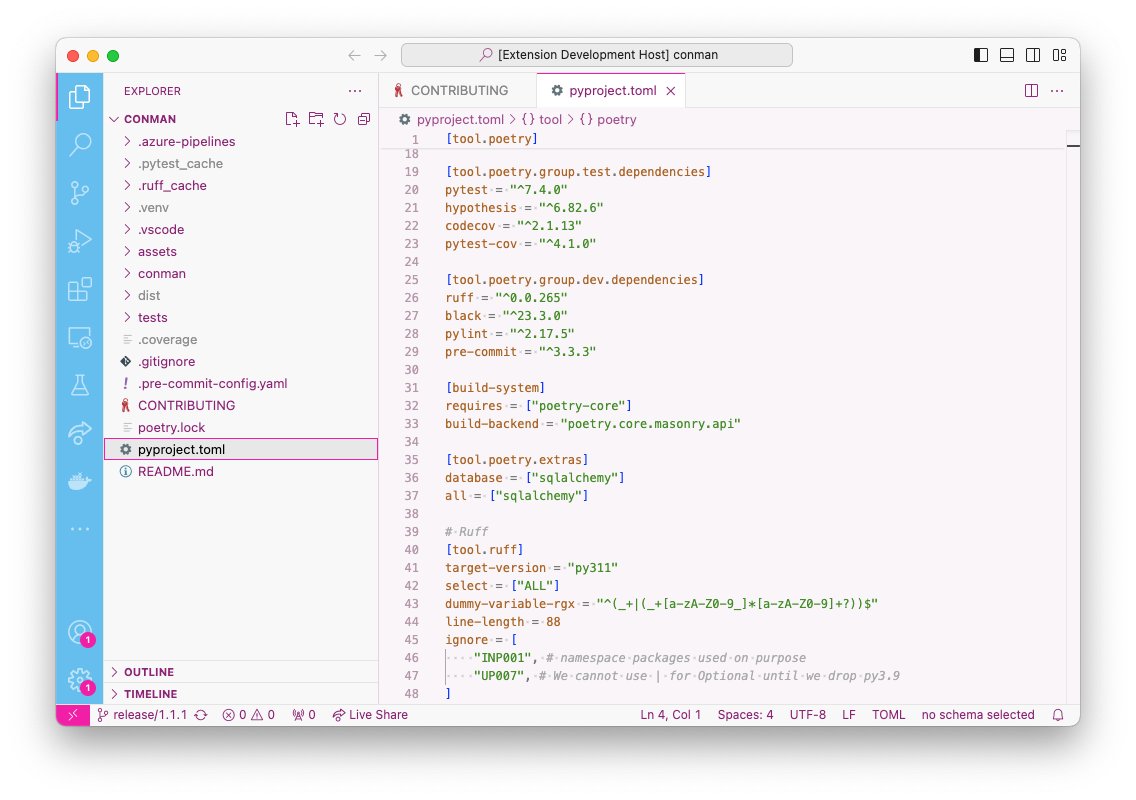 [Extension Development Host] conman
EXPLORER
CONMAN
.azure-pipelines
.pytest_cache
.ruff_cache
.venv
.vscode
assets
conman
dist
tests
.coverage
.gitignore
.pre-commit-config.yaml
CONTRIBUTING
poetry.lock
pyproject.toml
README.md
OUTLINE
TIMELINE
1
1
CONTRIBUTING
pyproject.toml
pyproject.toml > {} tool > {} poetry
1 [tool.poetry]
18
19 [tool.poetry.group.test.dependencies]
20 pytest = "^7.4.0"
21 hypothesis = "^6.82.6"
22 codecov = "^2.1.13"
23 pytest-cov = "^4.1.0"
24
25 [tool.poetry.group.dev.dependencies]
26 ruff = "^0.0.265"
27 black = "^23.3.0"
28 pylint = "^2.17.5"
29 pre-commit = "^3.3.3"
30
31 [build-system]
32 requires = ["poetry-core"]
33 build-backend = "poetry.core.masonry.api"
34
35 [tool.poetry.extras]
36 database = ["sqlalchemy"]
37 all = ["sqlalchemy"]
38
39 # Ruff
40 [tool.ruff]
41 target-version = "py311"
42 select = ["ALL"]
43 dummy-variable-rgx = "^(_+|(_+[a-zA-Z0-9_]*[a-zA-Z0-9]+?))$"
44 line-length = 88
45 ignore = [
46     "INP001", # namespace packages used on purpose
47     "UP007", # We cannot use | for Optional until we drop py3.9
48 ]
release/1.1.1 0 0 0 Live Share Ln 4, Col 1 Spaces: 4 UTF-8 LF TOML no schema selected